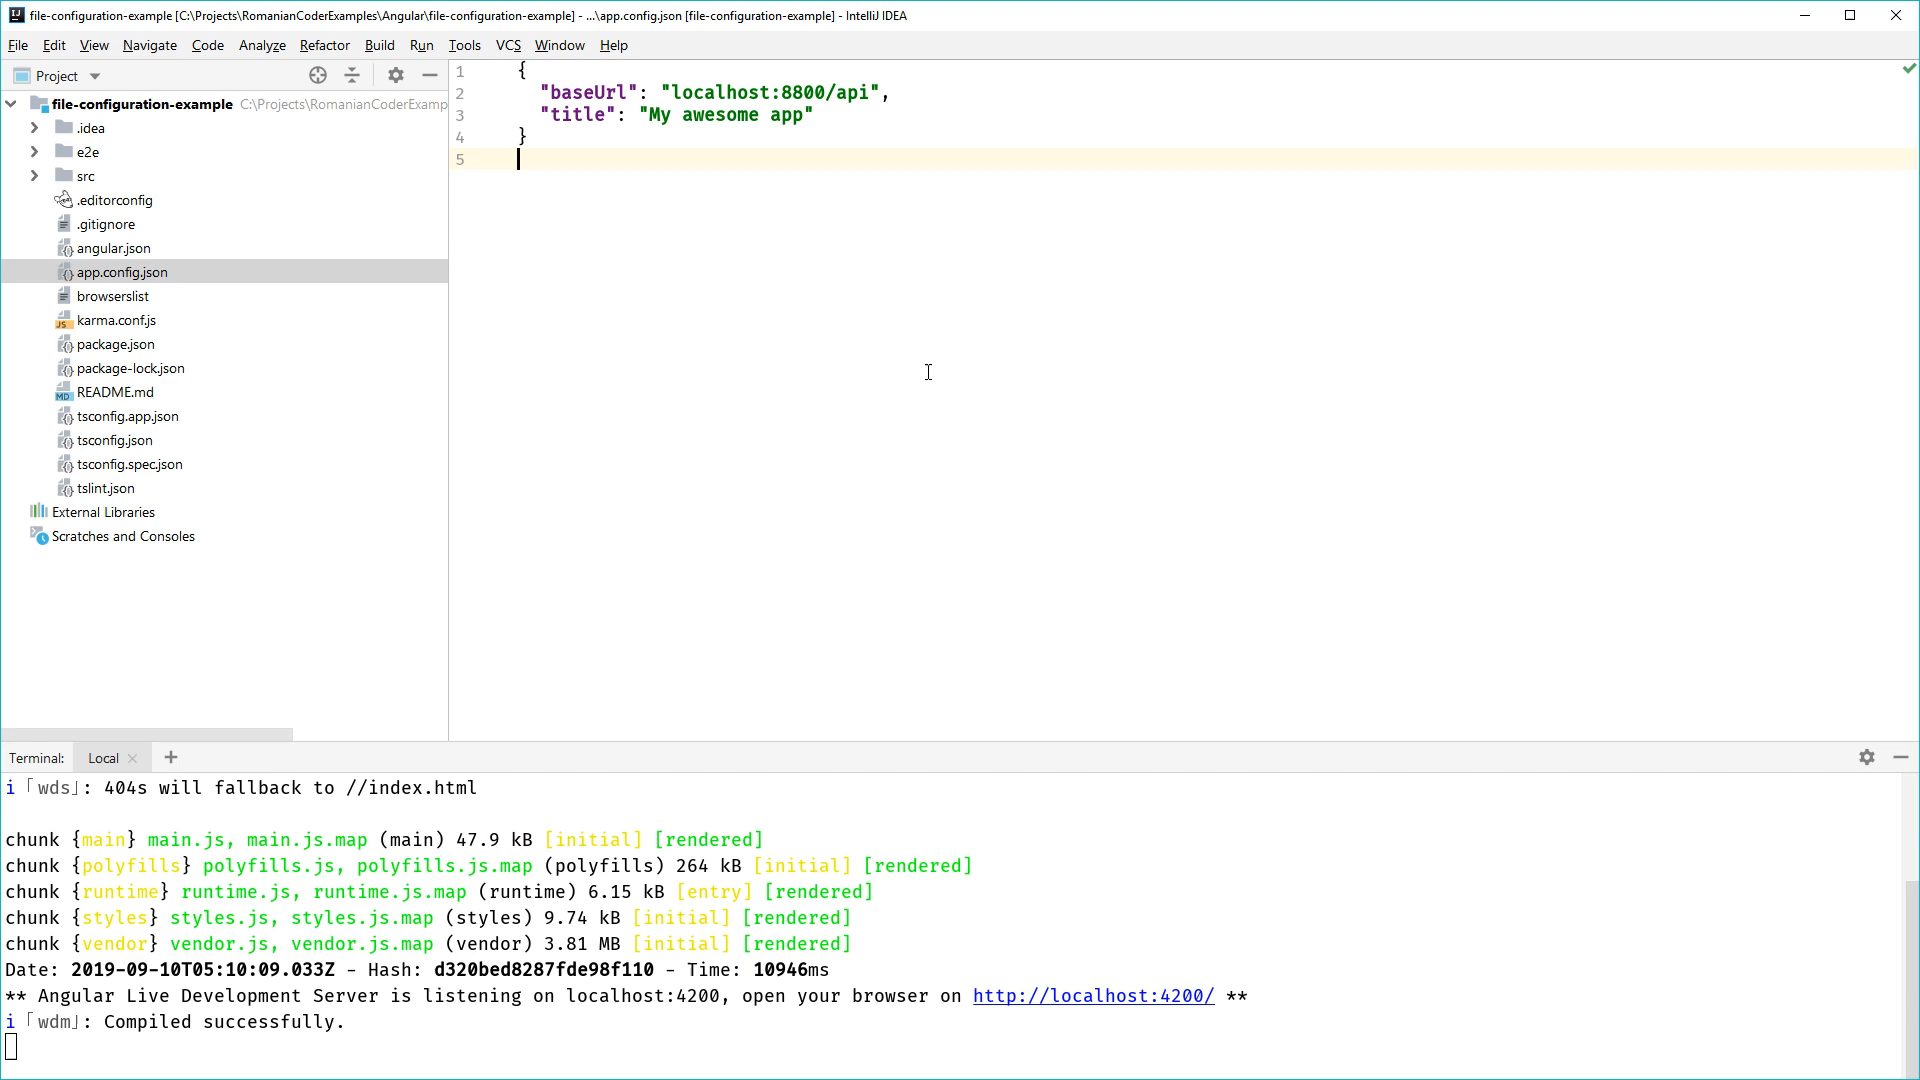 file-configuration-example [C:\Projects\RomanianCoderExamples\Angular\file-configuration-example] - ...\app.config.json [file-configuration-example] - IntelliJ IDEA
File Edit View Navigate Code Analyze Refactor Build Run Tools VCS Window Help
Project
file-configuration-example C:\Projects\RomanianCoderExamp
.idea
e2e
src
.editorconfig
.gitignore
angular.json
app.config.json
browserslist
karma.conf.js
package.json
package-lock.json
README.md
tsconfig.app.json
tsconfig.json
tsconfig.spec.json
tslint.json
External Libraries
Scratches and Consoles
1 {
2 "baseUrl": "localhost:8800/api",
3 "title": "My awesome app"
4 }
5
Terminal: Local
i「wds」: 404s will fallback to //index.html
chunk {main} main.js, main.js.map (main) 47.9 kB [initial] [rendered]
chunk {polyfills} polyfills.js, polyfills.js.map (polyfills) 264 kB [initial] [rendered]
chunk {runtime} runtime.js, runtime.js.map (runtime) 6.15 kB [entry] [rendered]
chunk {styles} styles.js, styles.js.map (styles) 9.74 kB [initial] [rendered]
chunk {vendor} vendor.js, vendor.js.map (vendor) 3.81 MB [initial] [rendered]
Date: 2019-09-10T05:10:09.033Z - Hash: d320bed8287fde98f110 - Time: 10946ms
** Angular Live Development Server is listening on localhost:4200, open your browser on http://localhost:4200/ **
i「wdm」: Compiled successfully.